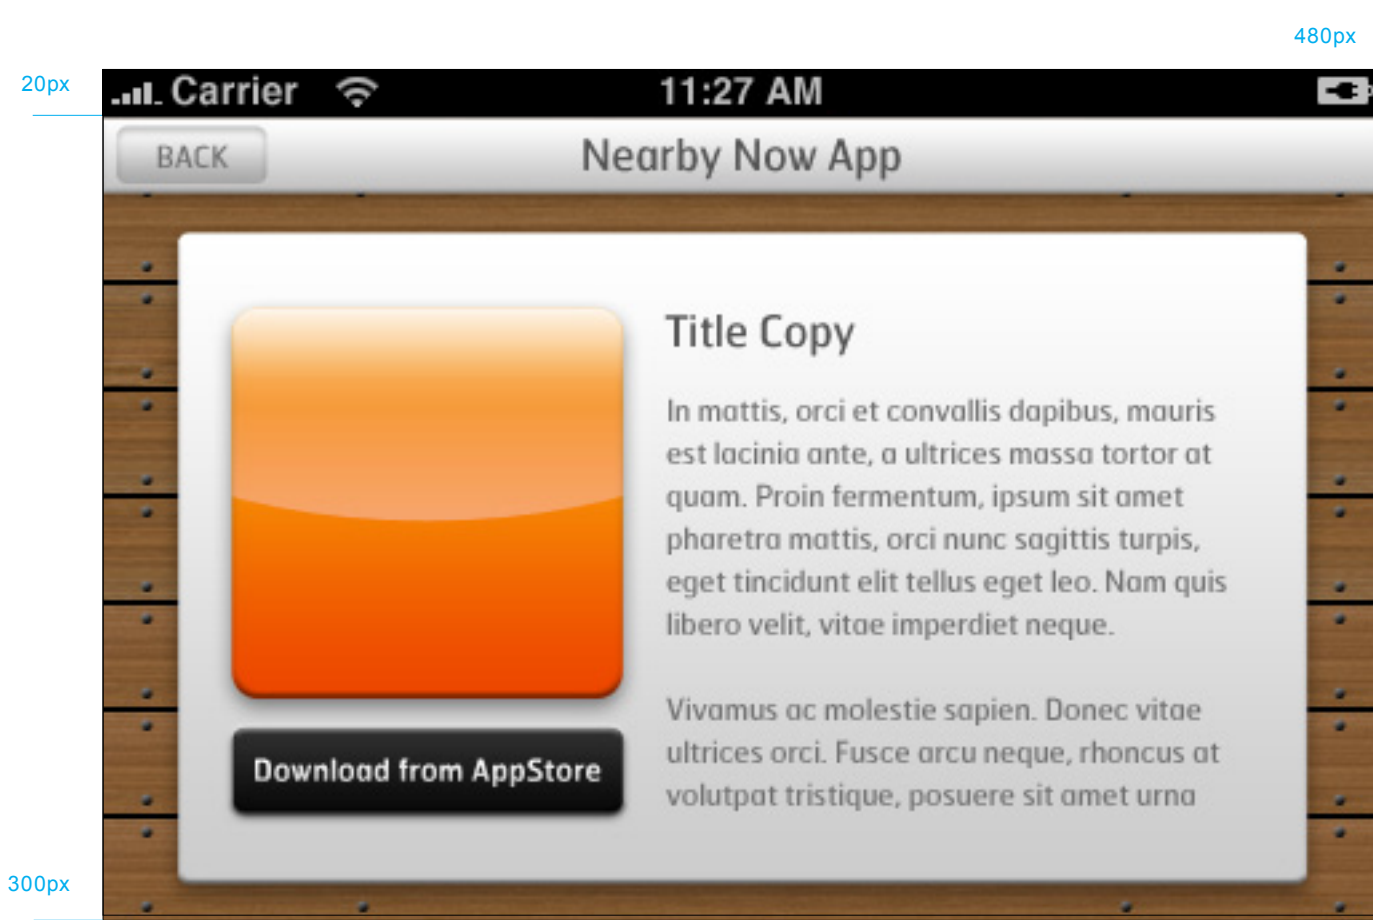 480px
20px
Carrier 11:27 AM
BACK Nearby Now App
Title Copy
In mattis, orci et convallis dapibus, mauris
est lacinia ante, a ultrices massa tortor at
quam. Proin fermentum, ipsum sit amet
pharetra mattis, orci nunc sagittis turpis,
eget tincidunt elit tellus eget leo. Nam quis
libero velit, vitae imperdiet neque.
Vivamus ac molestie sapien. Donec vitae
ultrices orci. Fusce arcu neque, rhoncus at
volutpat tristique, posuere sit amet urna
Download from AppStore
300px